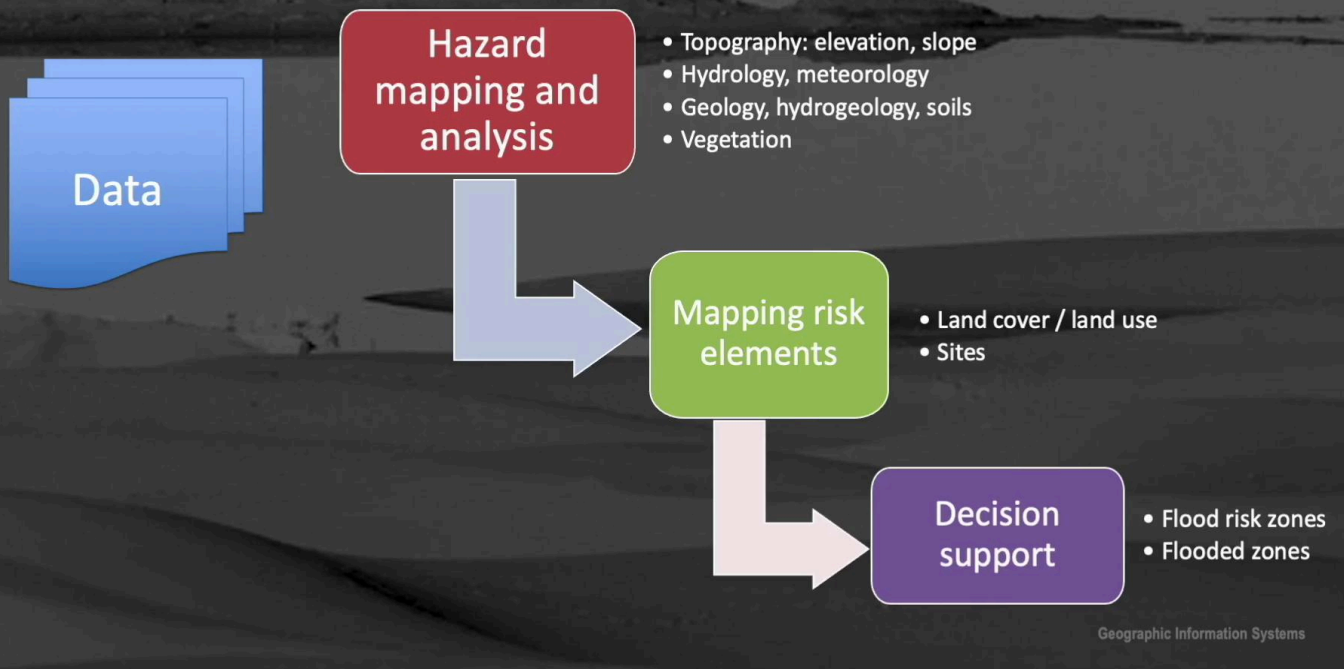 Data
Hazard
mapping and
analysis
• Topography: elevation, slope
• Hydrology, meteorology
• Geology, hydrogeology, soils
• Vegetation
Mapping risk
elements
• Land cover / land use
• Sites
Decision
support
• Flood risk zones
• Flooded zones
Geographic Information Systems